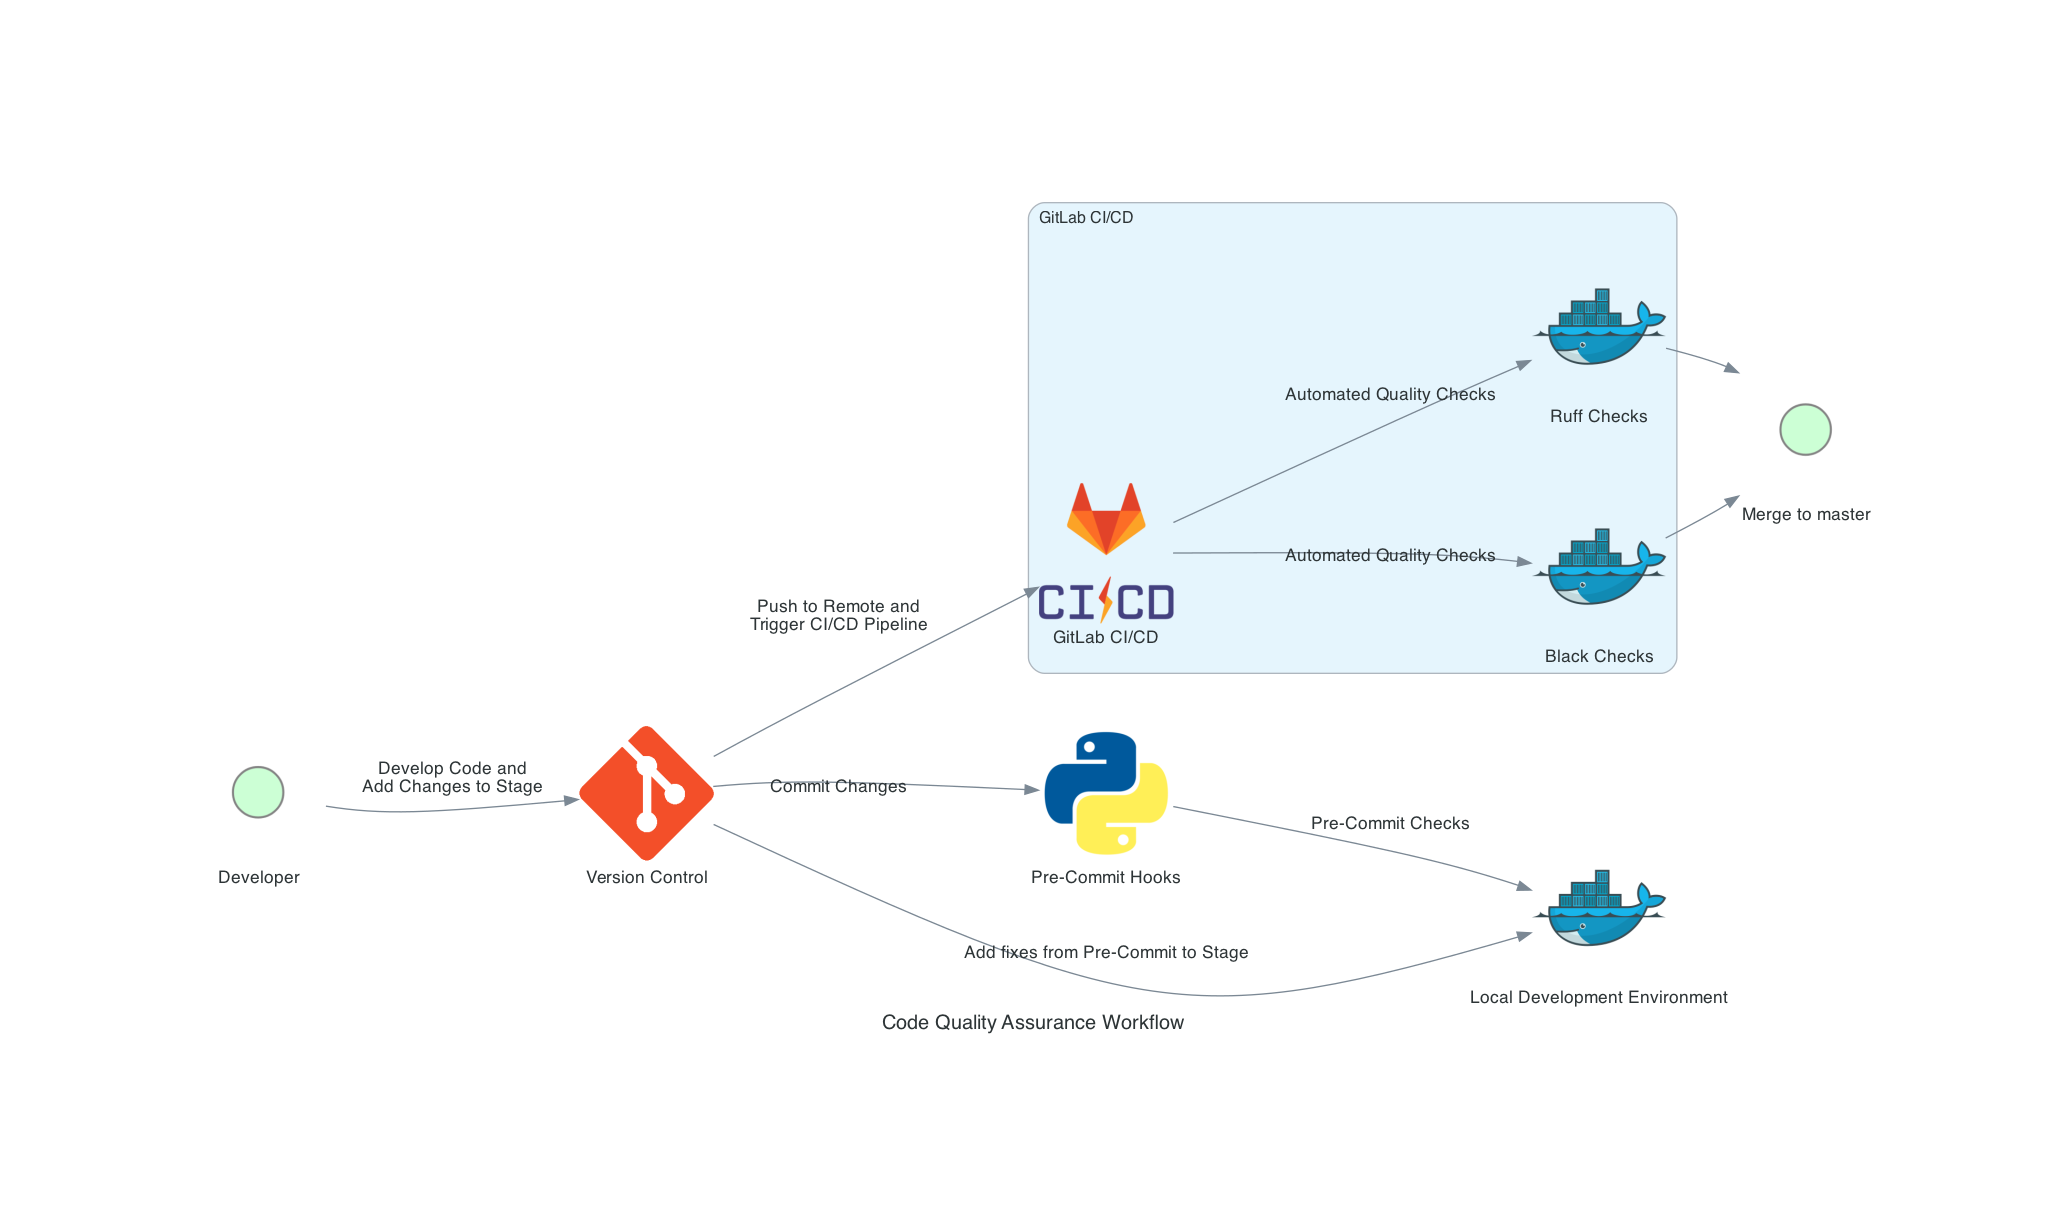 GitLab CI/CD
Automated Quality Checks
Ruff Checks
Merge to master
Automated Quality Checks
CI CD
GitLab CI/CD
Black Checks
Push to Remote and
Trigger CI/CD Pipeline
Develop Code and
Add Changes to Stage
Commit Changes
Pre-Commit Checks
Developer
Version Control
Pre-Commit Hooks
Add fixes from Pre-Commit to Stage
Local Development Environment
Code Quality Assurance Workflow